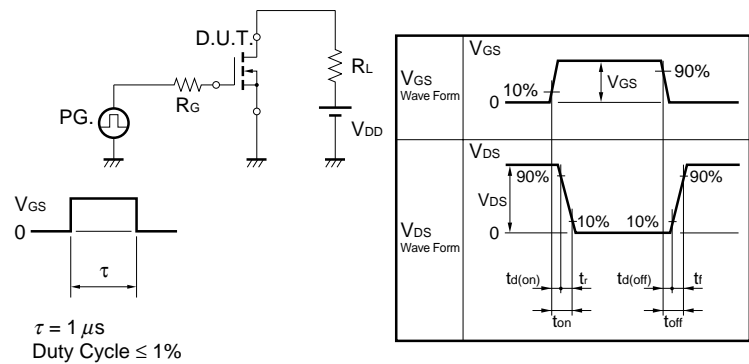 D.U.T.
RL
RG
PG.
VDD
VGS
0
τ
τ = 1 μs
Duty Cycle ≤ 1%
VGS
Wave Form
VGS
10%
VGS
90%
0
VDS
Wave Form
VDS
90%
90%
VDS
10%
10%
0
td(on)
tr
td(off)
tf
ton
toff